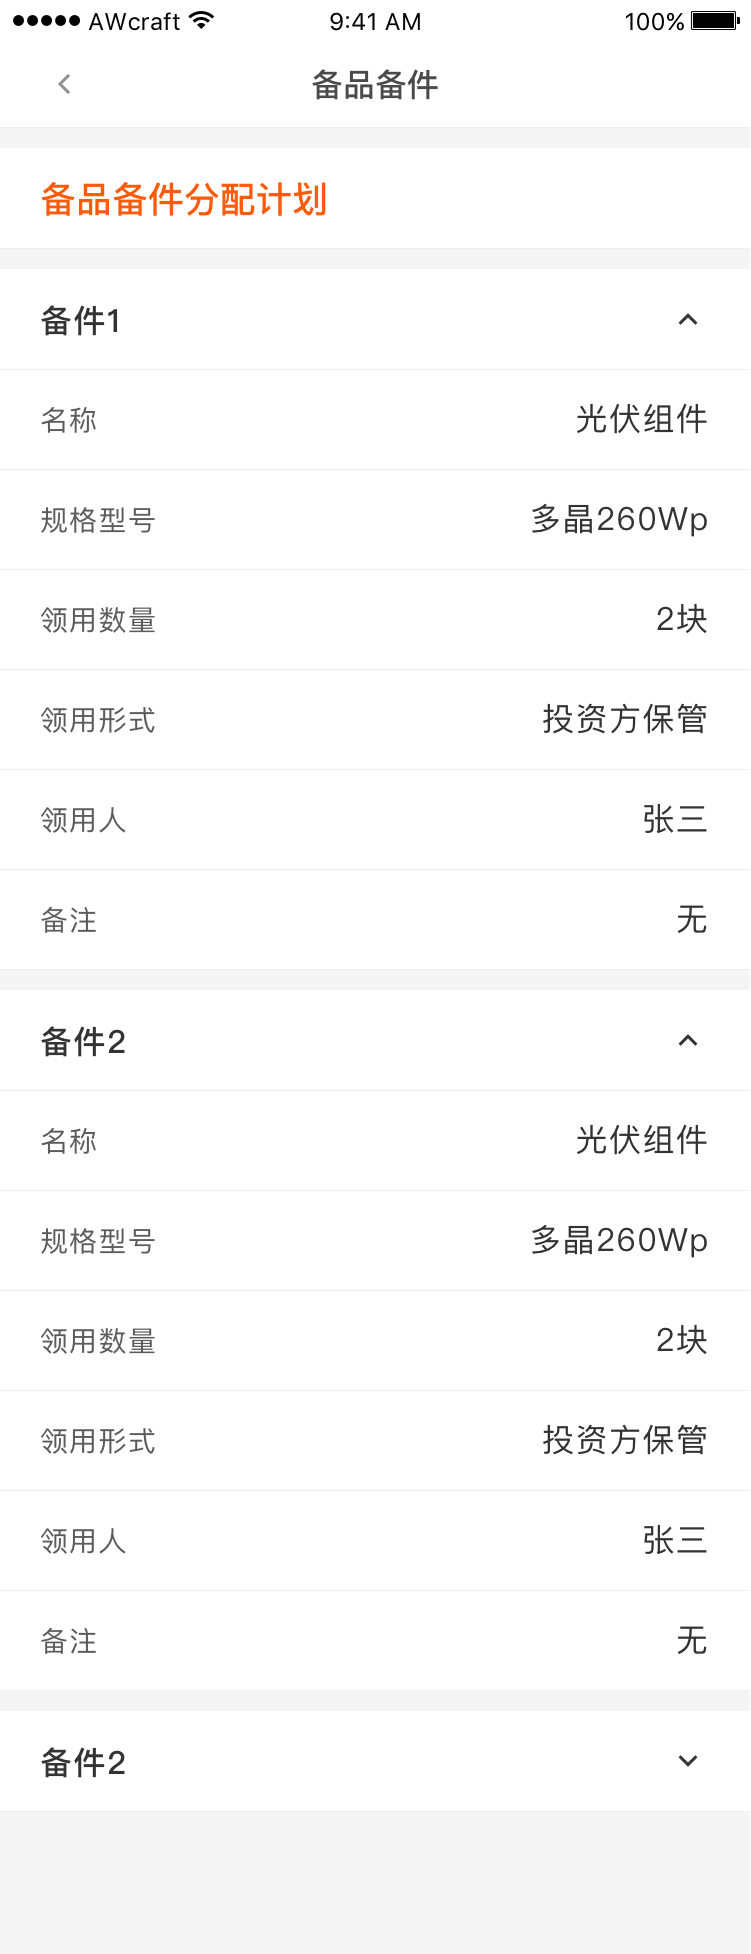 AWcraft 9:41 AM 100%
备品备件
备品备件分配计划
备件1
名称 光伏组件
规格型号 多晶260Wp
领用数量 2块
领用形式 投资方保管
领用人 张三
备注 无
备件2
名称 光伏组件
规格型号 多晶260Wp
领用数量 2块
领用形式 投资方保管
领用人 张三
备注 无
备件2